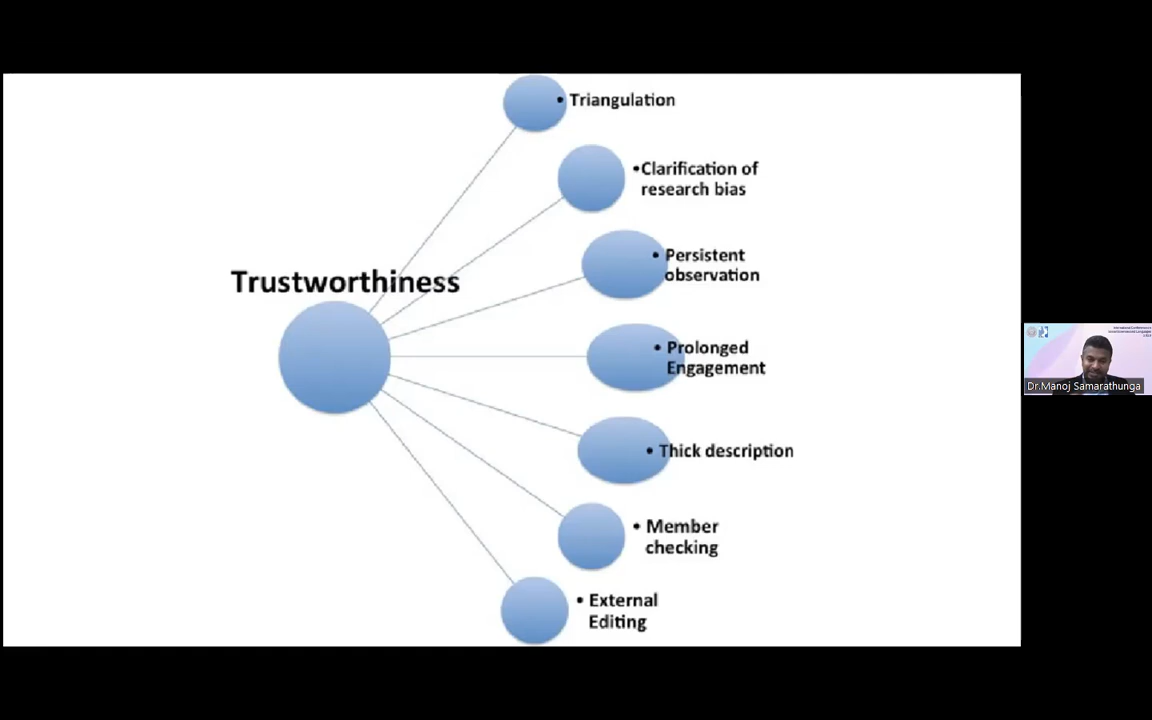 • Triangulation
•Clarification of
research bias
• Persistent
observation
Trustworthiness
• Prolonged
Engagement
• Thick description
• Member
checking
• External
Editing
Dr.Manoj Samarathunga